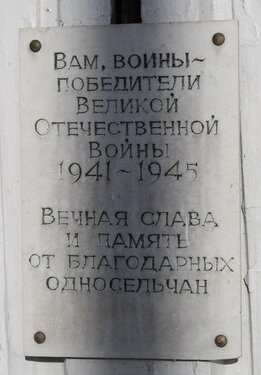 Вам, воины~
победители
Великой
Отечественной
Войны
1941~1945
Вечная слава
и память
от благодарных
односельчан